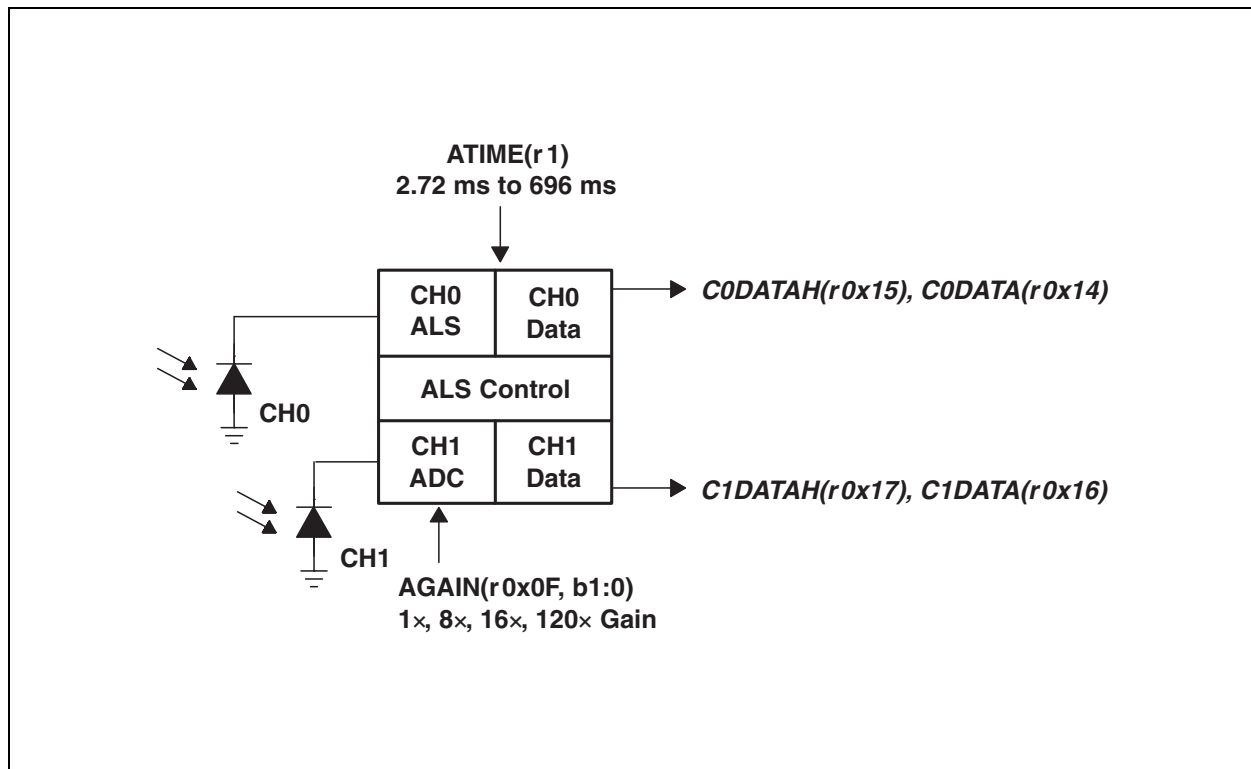 ATIME(r 1)
2.72 ms to 696 ms
CH0
ALS
CH0
Data
C0DATAH(r0x15), C0DATA(r0x14)
ALS Control
CH0
CH1
ADC
CH1
Data
C1DATAH(r0x17), C1DATA(r0x16)
CH1
AGAIN(r0x0F, b1:0)
1×, 8×, 16×, 120× Gain